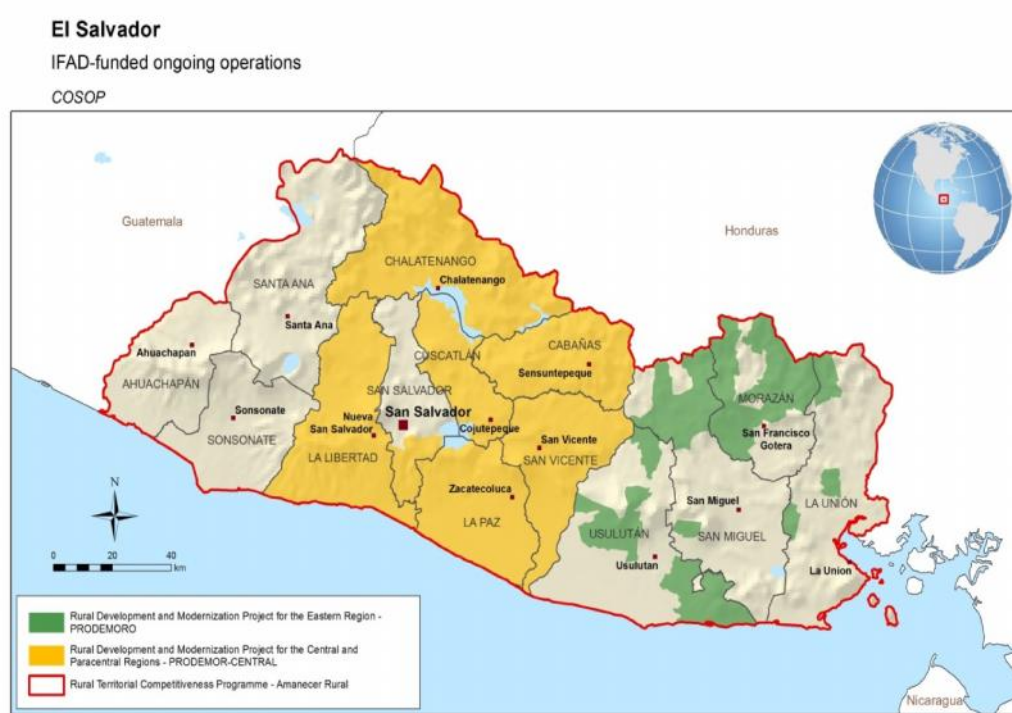 El Salvador
IFAD-funded ongoing operations
COSOP
Guatemala
Honduras
CHALATENANGO
Chalatenango
SANTA ANA
Santa Ana
CABAÑAS
CUSCATLÁN
Ahuachapan
Sensuntepeque
AHUACHAPÁN
SAN SALVADOR
MORAZÁN
Sonsonate
Nueva
San Salvador
San Salvador
Cojutepeque
San Francisco
Gotera
SONSONATE
San Vicente
LA LIBERTAD
SAN VICENTE
Zacatecoluca
San Miguel
LA UNIÓN
LA PAZ
USULUTÁN
SAN MIGUEL
Usulutan
La Union
N
0 20 40
km
Rural Development and Modernization Project for the Eastern Region -
PRODEMORO
Rural Development and Modernization Project for the Central and
Paracentral Regions - PRODEMOR-CENTRAL
Rural Territorial Competitiveness Programme - Amanecer Rural
Nicaragua